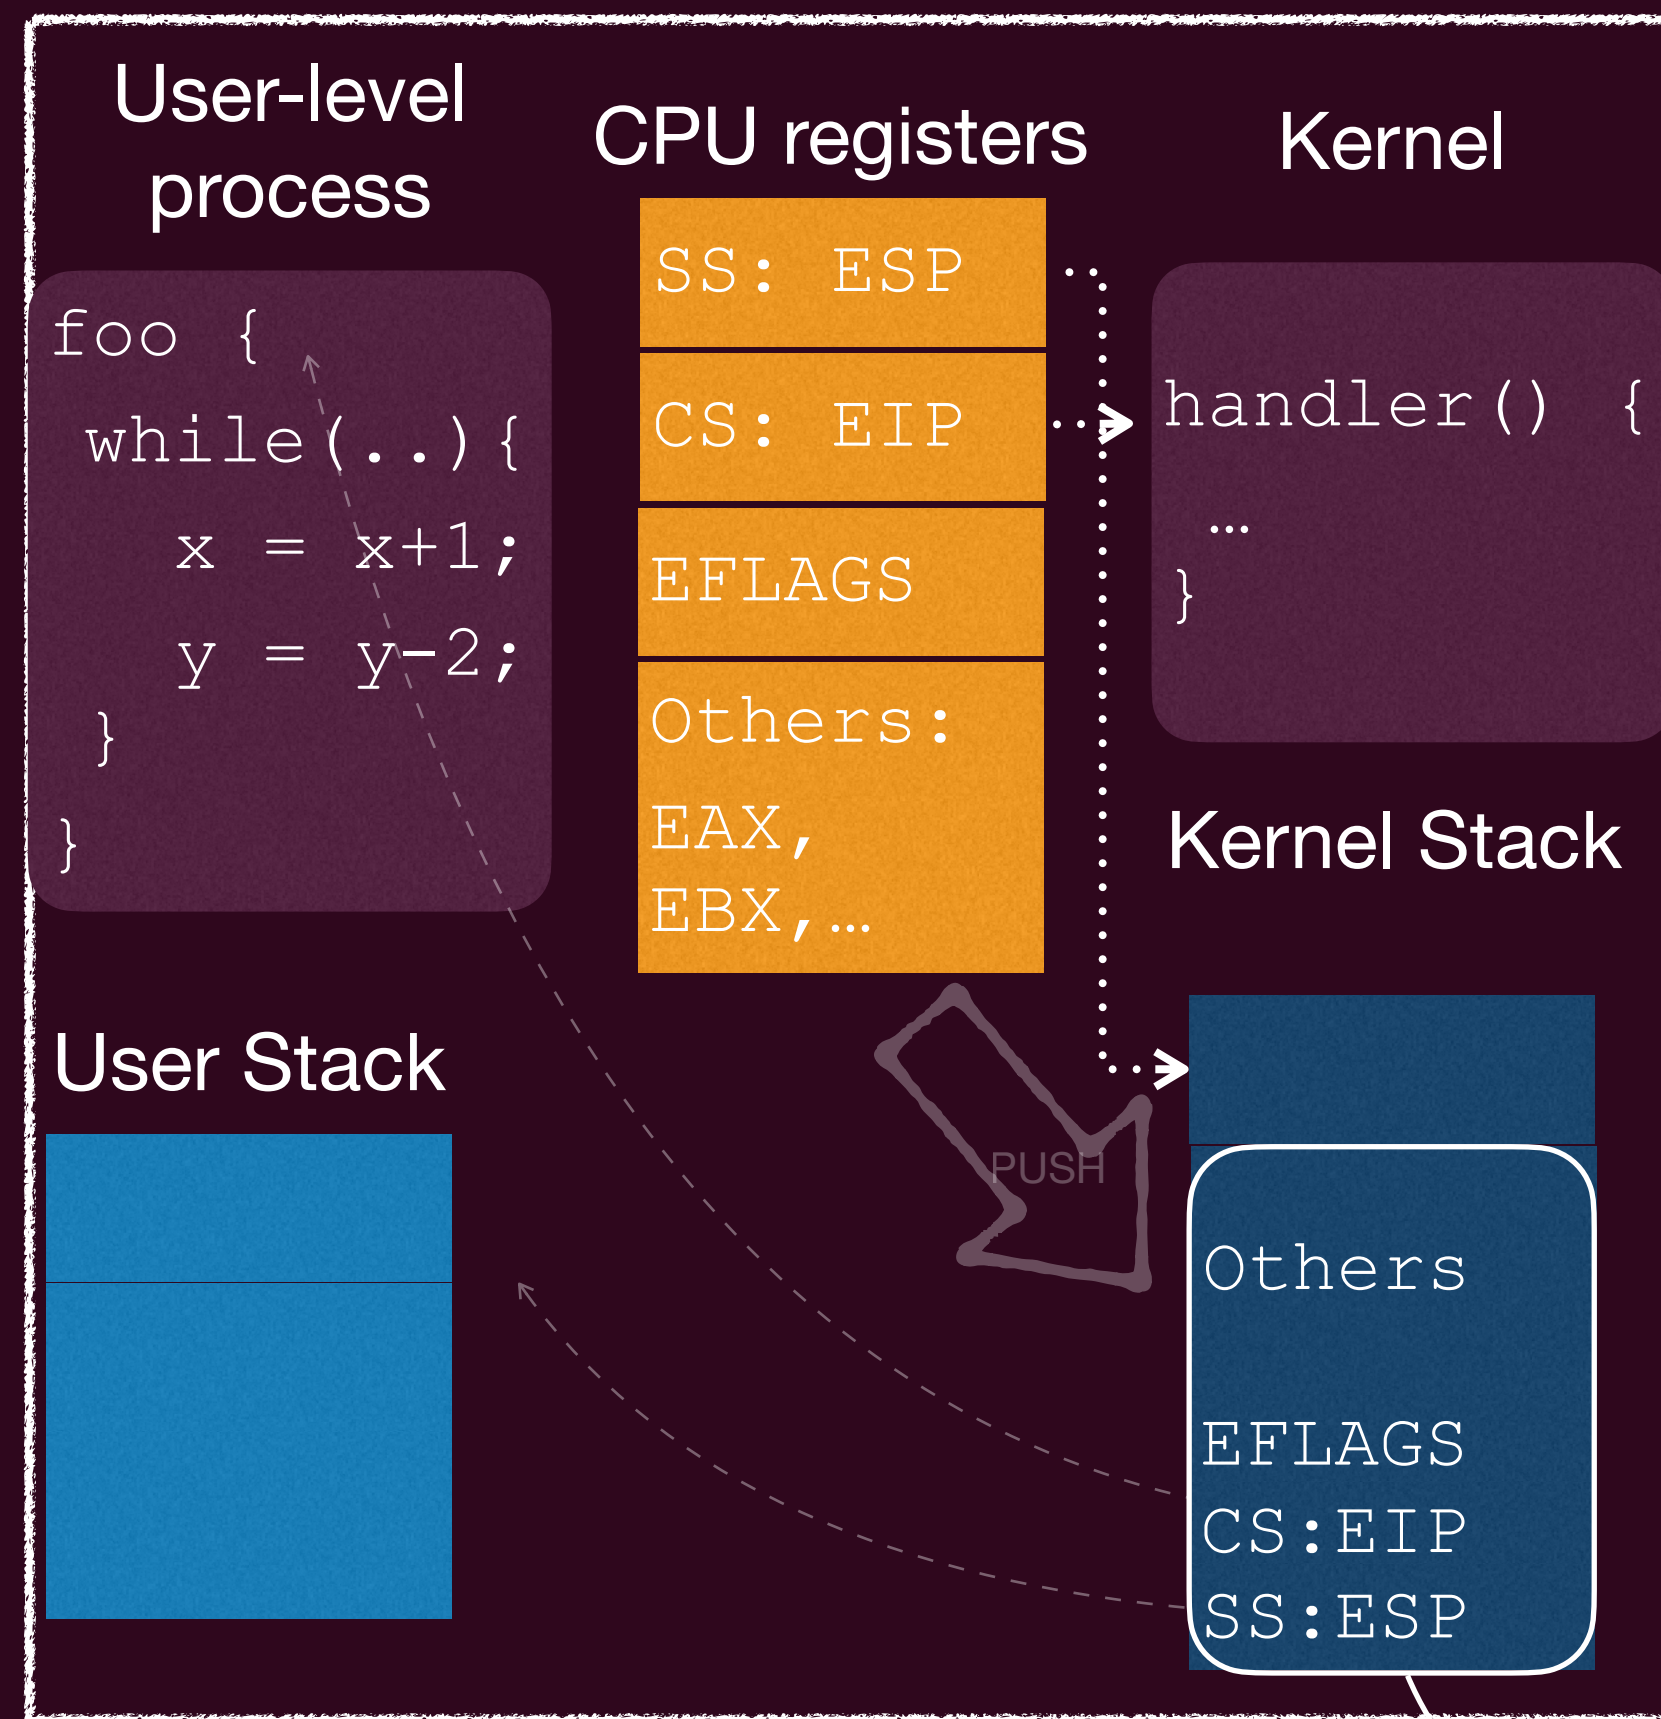 User-level
process
foo {
while(..){
x = x+1;
y = y-2;
}
}
User Stack
CPU registers
SS: ESP
CS: EIP
EFLAGS
Others:
EAX,
EBX,…
PUSH
Kernel
handler() {
…
}
Kernel Stack
Others
EFLAGS
CS:EIP
SS:ESP